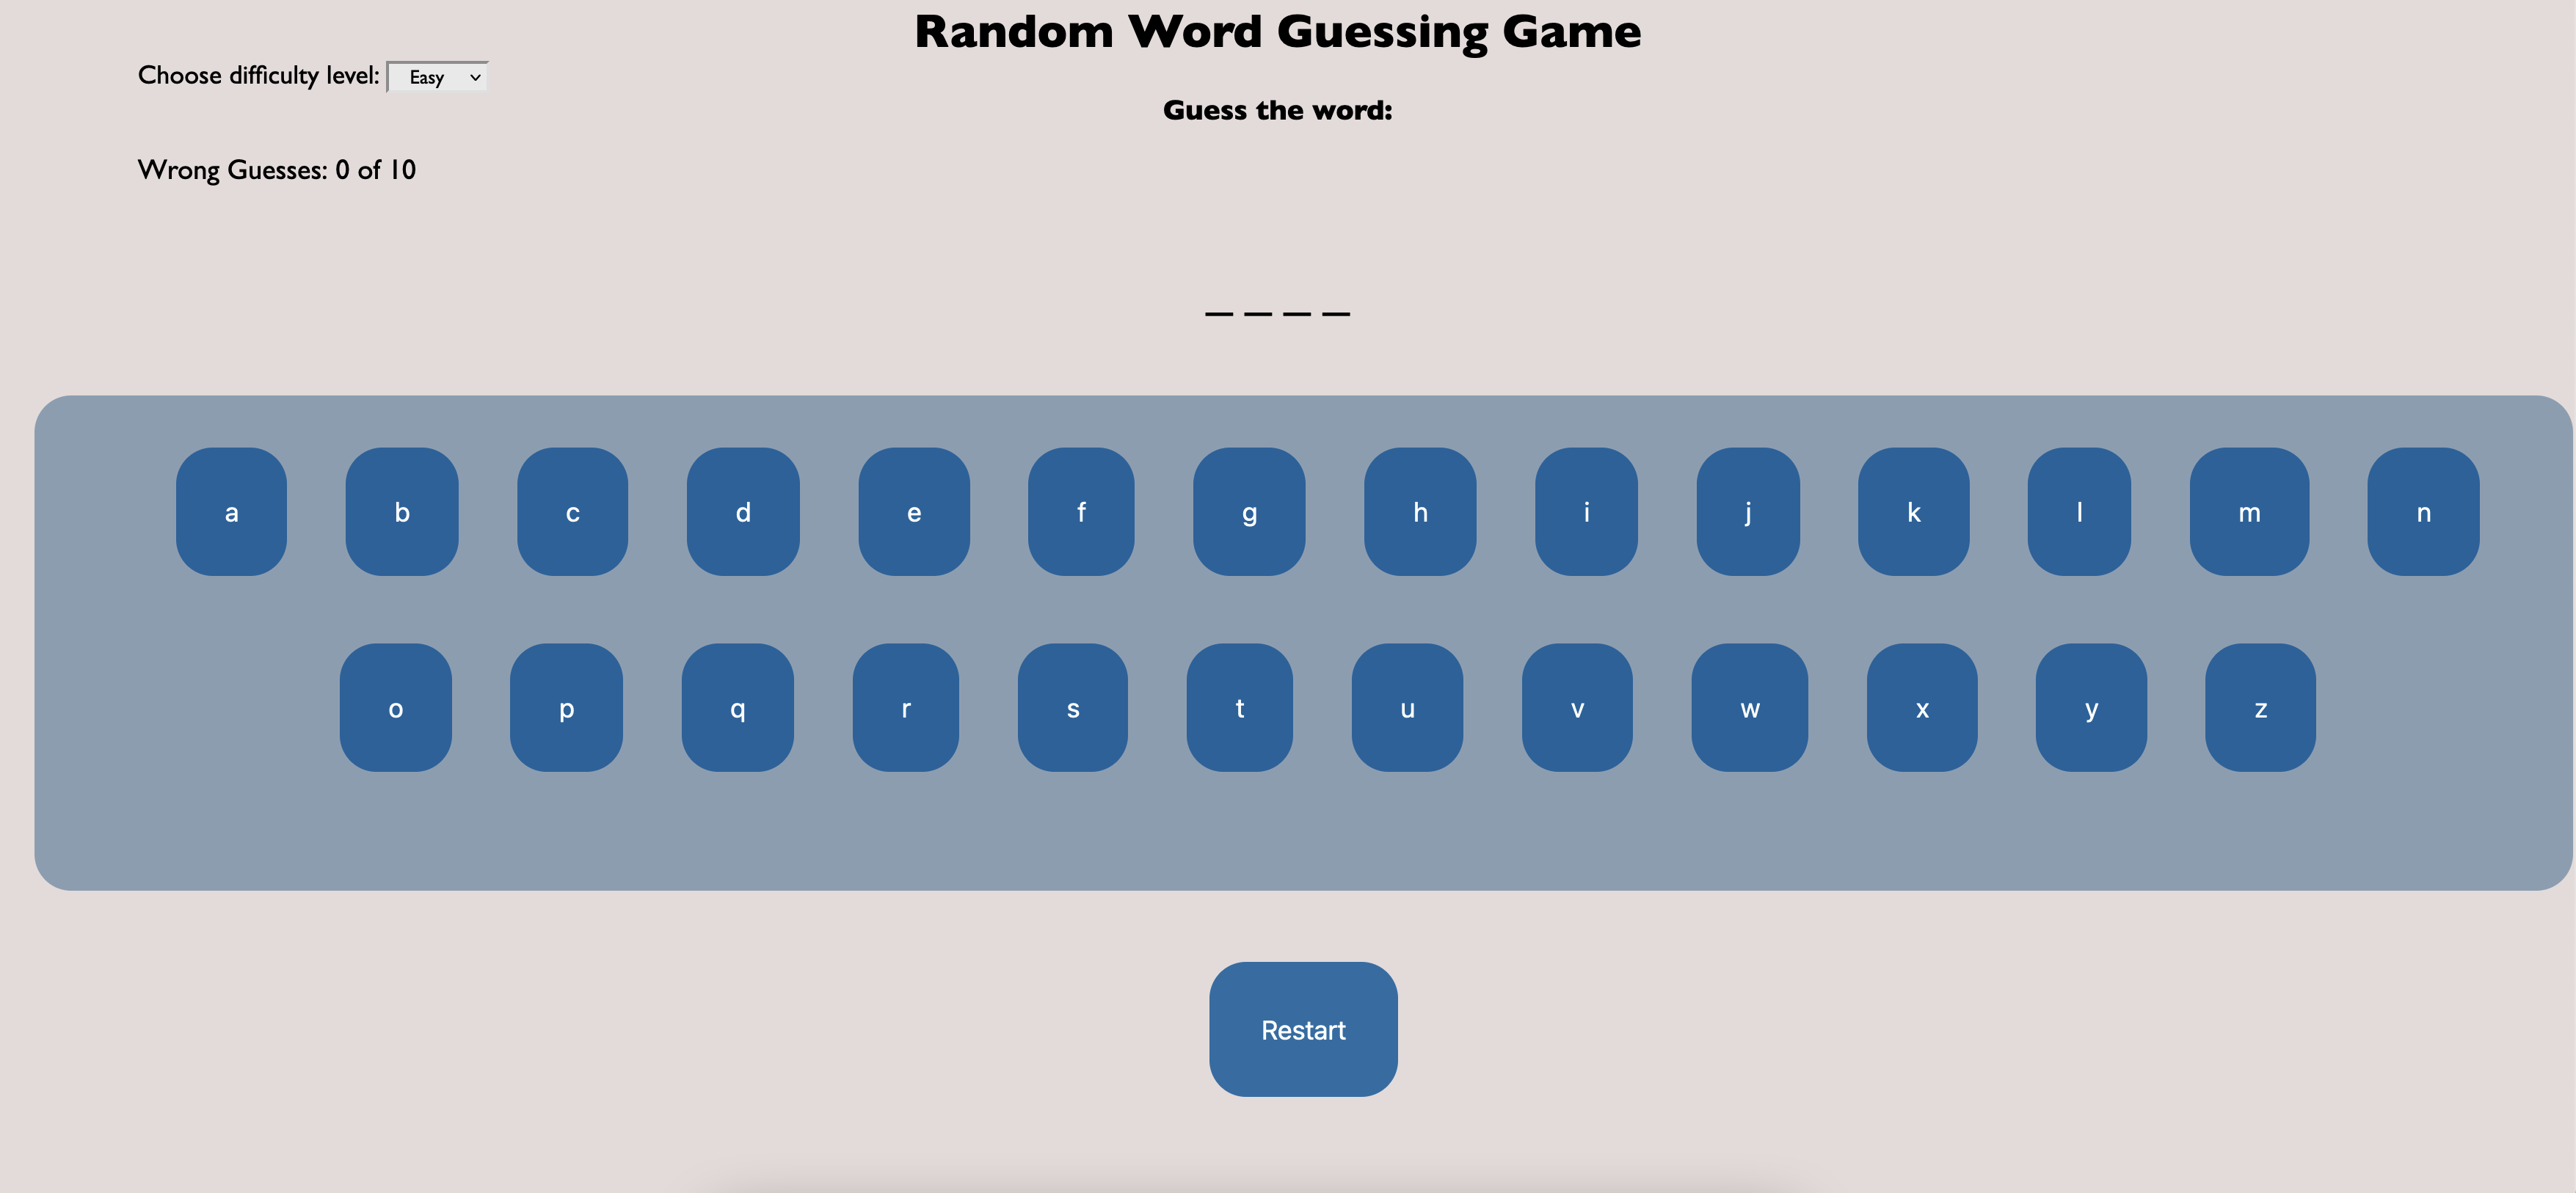 Random Word Guessing Game
Choose difficulty level: Easy
Guess the word:
Wrong Guesses: 0 of 10
_ _ _ _
a b c d e f g h i j k l m n
o p q r s t u v w x y z
Restart